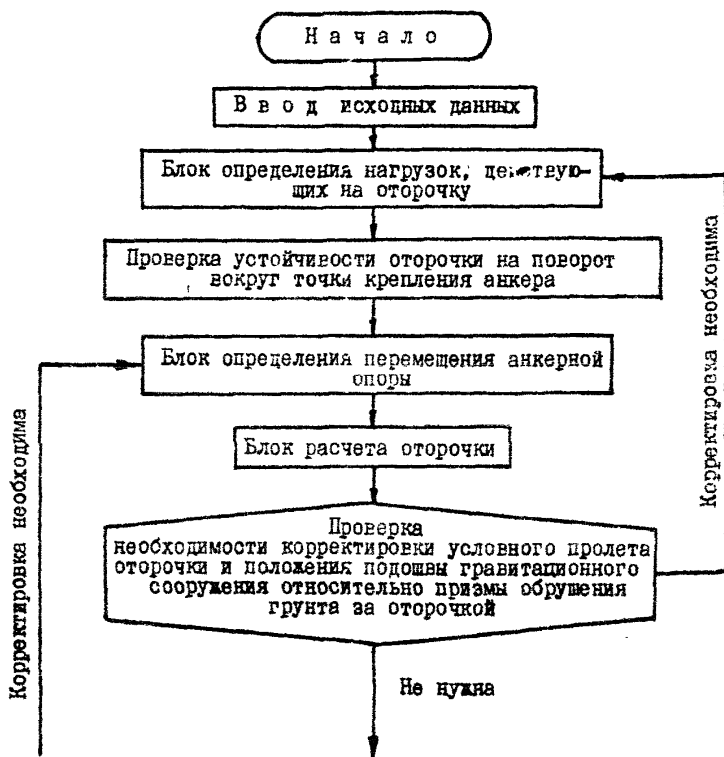 Н а ч а л о
В в о д исходных данных
Блок определения нагрузок, действую-
щих на оторочку
Проверка устойчивости оторочки на поворот
вокруг точки крепления анкера
Блок определения перемещения анкерной
опоры
Блок расчета оторочки
Проверка
необходимости корректировки условного пролета
оторочки и положения подошвы гравитационного
сооружения относительно призмы обрушения
грунта за оторочкой
Не нужна
Корректировка необходима
Корректировка необходима